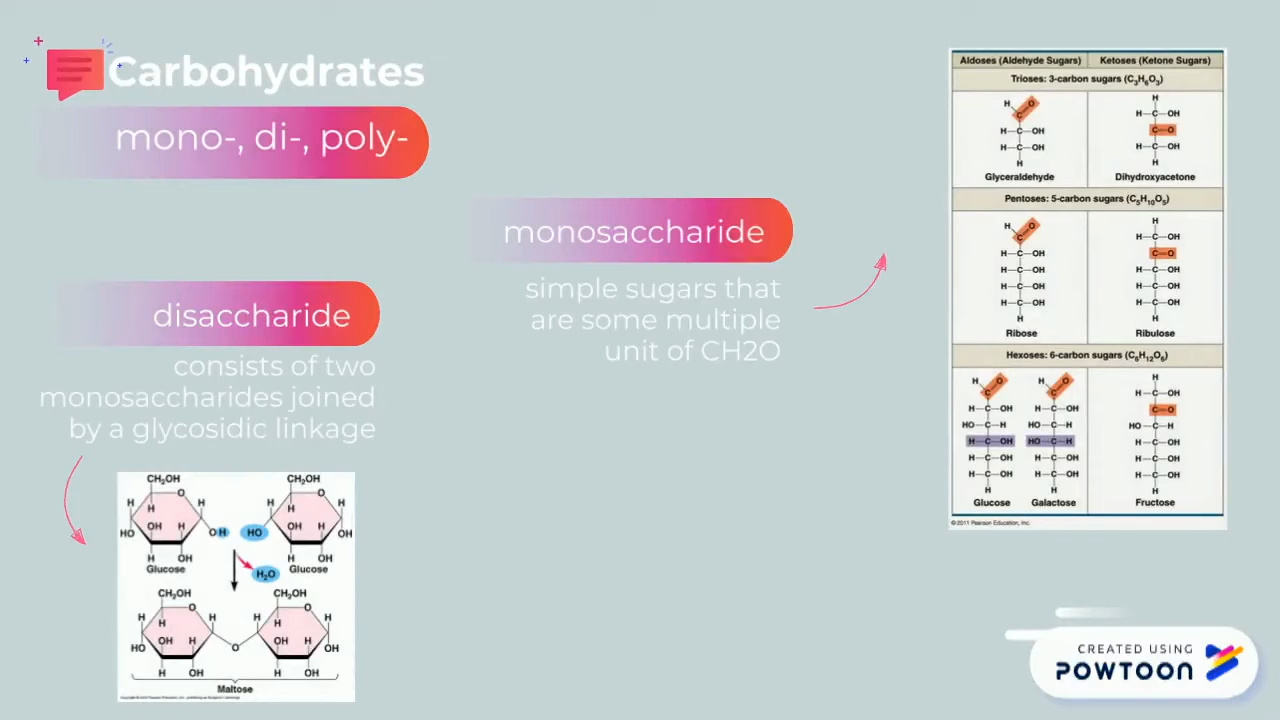 Carbohydrates
mono-, di-, poly-
monosaccharide
simple sugars that
are some multiple
unit of CH2O
disaccharide
consists of two
monosaccharides joined
by a glycosidic linkage
Aldoses (Aldehyde Sugars) Ketoses (Ketone Sugars)
Trioses: 3-carbon sugars (C₃H₆O₃)
Glyceraldehyde Dihydroxyacetone
Pentoses: 5-carbon sugars (C₅H₁₀O₅)
Ribose Ribulose
Hexoses: 6-carbon sugars (C₆H₁₂O₆)
Glucose Galactose Fructose
© 2011 Pearson Education, Inc.
CH₂OH CH₂OH
Glucose Glucose
H₂O
CH₂OH CH₂OH
Maltose
CREATED USING
POWTOON